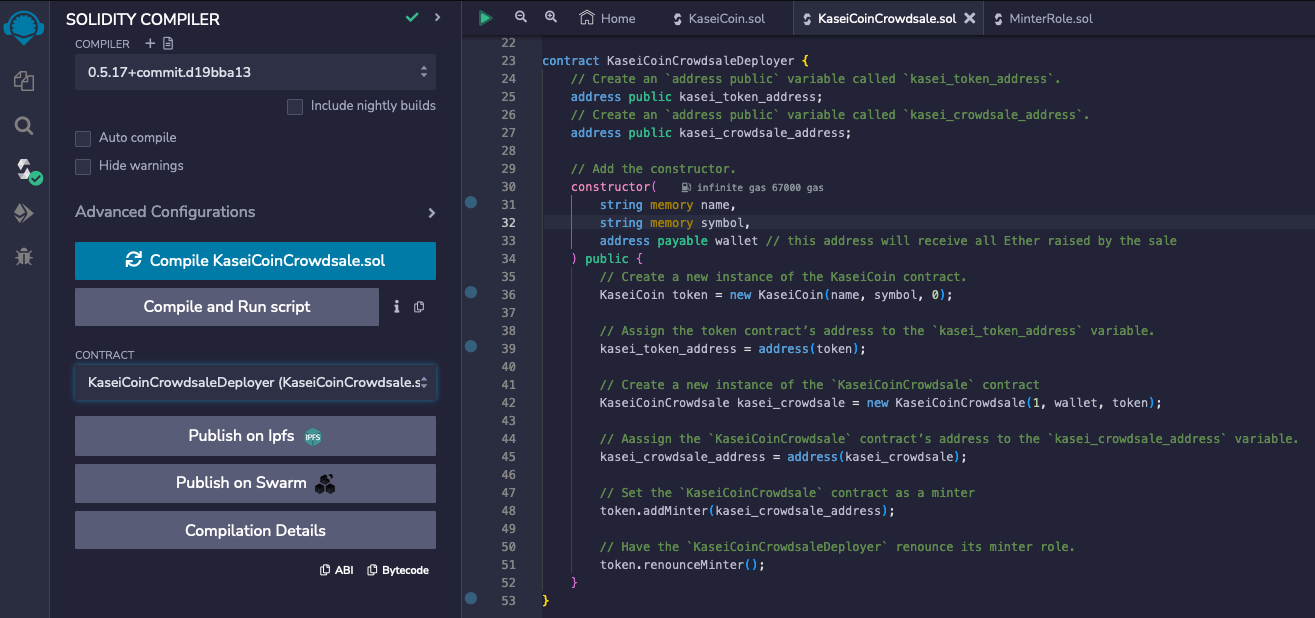 SOLIDITY COMPILER
COMPILER
0.5.17+commit.d19bba13
Include nightly builds
Auto compile
Hide warnings
Advanced Configurations
Compile KaseiCoinCrowdsale.sol
Compile and Run script
i
CONTRACT
KaseiCoinCrowdsaleDeployer (KaseiCoinCrowdsale.s
Publish on Ipfs IPFS
Publish on Swarm
Compilation Details
ABI Bytecode
Home KaseiCoin.sol KaseiCoinCrowdsale.sol MinterRole.sol
22
23 contract KaseiCoinCrowdsaleDeployer {
24 // Create an `address public` variable called `kasei_token_address`.
25 address public kasei_token_address;
26 // Create an `address public` variable called `kasei_crowdsale_address`.
27 address public kasei_crowdsale_address;
28
29 // Add the constructor.
30 constructor( infinite gas 67000 gas
31 string memory name,
32 string memory symbol,
33 address payable wallet // this address will receive all Ether raised by the sale
34 ) public {
35 // Create a new instance of the KaseiCoin contract.
36 KaseiCoin token = new KaseiCoin(name, symbol, 0);
37
38 // Assign the token contract’s address to the `kasei_token_address` variable.
39 kasei_token_address = address(token);
40
41 // Create a new instance of the `KaseiCoinCrowdsale` contract
42 KaseiCoinCrowdsale kasei_crowdsale = new KaseiCoinCrowdsale(1, wallet, token);
43
44 // Aassign the `KaseiCoinCrowdsale` contract’s address to the `kasei_crowdsale_address` variable.
45 kasei_crowdsale_address = address(kasei_crowdsale);
46
47 // Set the `KaseiCoinCrowdsale` contract as a minter
48 token.addMinter(kasei_crowdsale_address);
49
50 // Have the `KaseiCoinCrowdsaleDeployer` renounce its minter role.
51 token.renounceMinter();
52 }
53 }